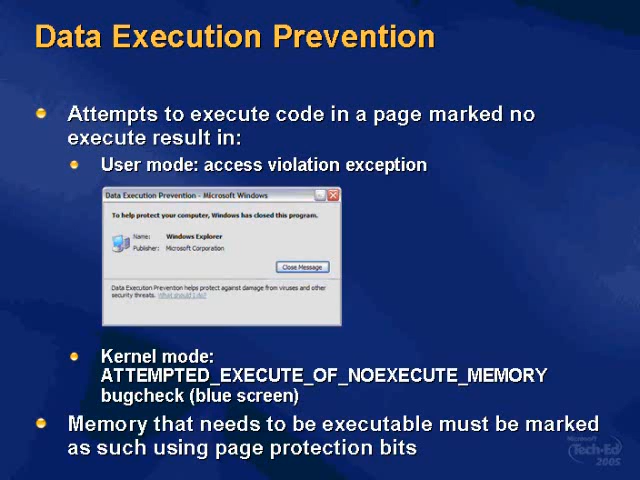 Data Execution Prevention
Attempts to execute code in a page marked no
execute result in:
User mode: access violation exception
Data Execution Prevention - Microsoft Windows
To help protect your computer, Windows has closed this program.
Name: Windows Explorer
Publisher: Microsoft Corporation
Close Message
Data Execution Prevention helps protect against damage from viruses and other
security threats. What should I do?
Kernel mode:
ATTEMPTED_EXECUTE_OF_NOEXECUTE_MEMORY
bugcheck (blue screen)
Memory that needs to be executable must be marked
as such using page protection bits
Microsoft
Tech·Ed
2005